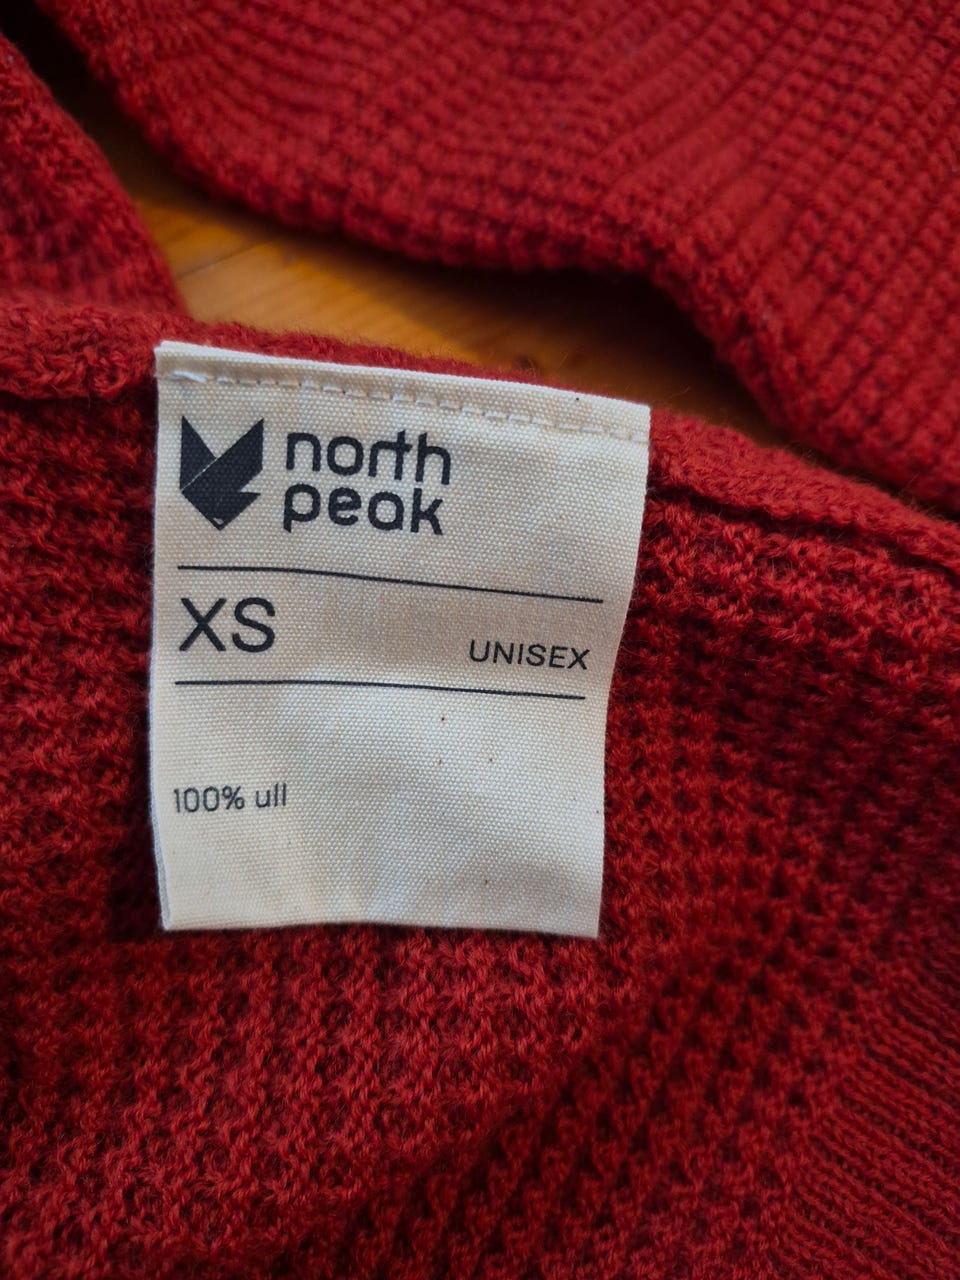 north
peak
XS
UNISEX
100% ull